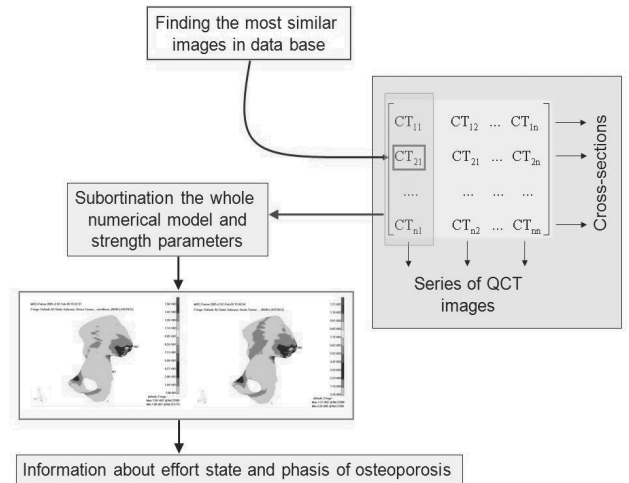 Finding the most similar
images in data base
CT11 CT12 ... CT1n
CT21 CT21 ... CT2n
.... ... ... ...
CTn1 CTn2 ... CTnn
Cross-sections
Series of QCT
images
Subortination the whole
numerical model and
strength parameters
Information about effort state and phasis of osteoporosis